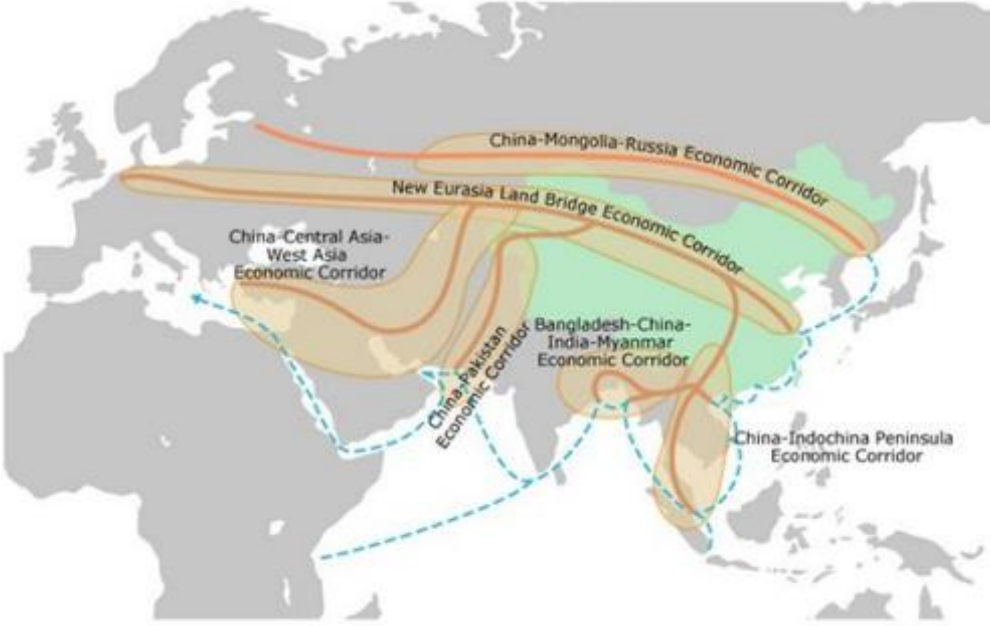 China-Mongolia-Russia Economic Corridor
New Eurasia Land Bridge Economic Corridor
China-Central Asia-
West Asia
Economic Corridor
Bangladesh-China-
India-Myanmar
Economic Corridor
China-Pakistan
Economic Corridor
China-Indochina Peninsula
Economic Corridor